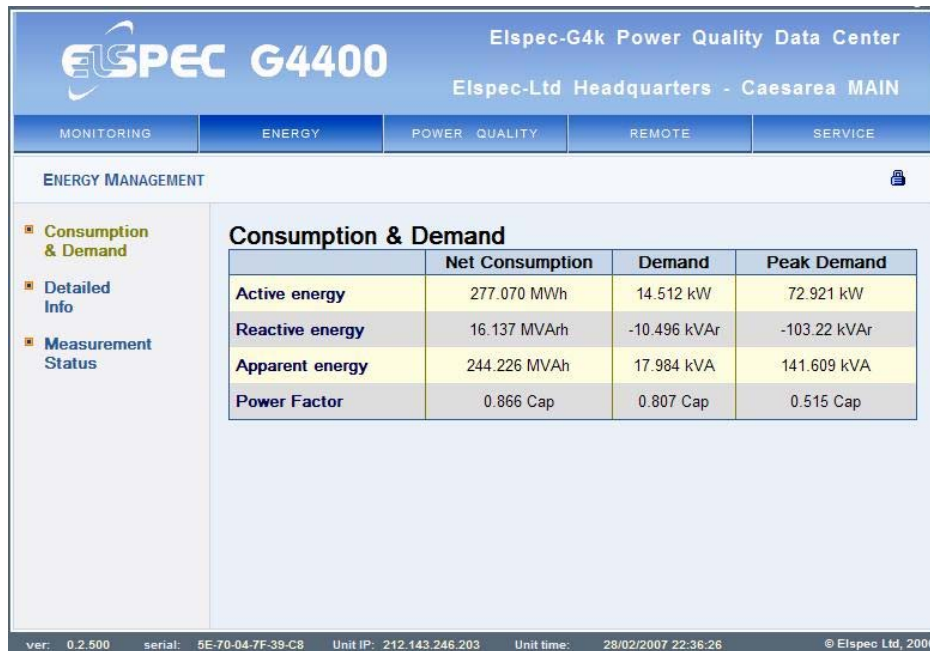 ELSPEC G4400
Elspec-G4k Power Quality Data Center
Elspec-Ltd Headquarters - Caesarea MAIN
MONITORING ENERGY POWER QUALITY REMOTE SERVICE
ENERGY MANAGEMENT
Consumption & Demand
Detailed Info
Measurement Status
Consumption & Demand
Net Consumption Demand Peak Demand
Active energy 277.070 MWh 14.512 kW 72.921 kW
Reactive energy 16.137 MVArh -10.496 kVAr -103.22 kVAr
Apparent energy 244.226 MVAh 17.984 kVA 141.609 kVA
Power Factor 0.866 Cap 0.807 Cap 0.515 Cap
ver: 0.2.500 serial: 5E-70-04-7F-39-C8 Unit IP: 212.143.246.203 Unit time: 28/02/2007 22:36:26 © Elspec Ltd,